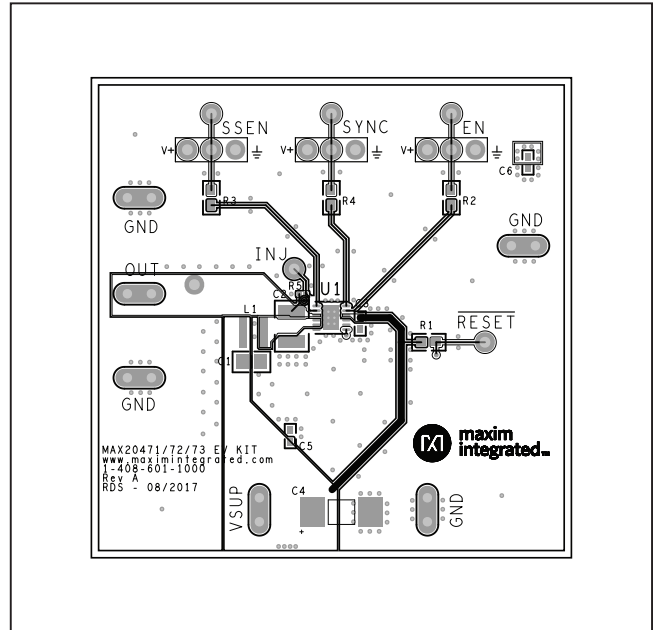 SSEN
SYNC
EN
V+
V+
V+
C6
R3
R4
R2
GND
GND
INJ
OUT
R5
U1
C2
C3
L1
R1
RESET
C1
GND
maxim
integrated™
C5
MAX20471/72/73 EV KIT
www.maximintegrated.com
1-408-601-1000
Rev A
RDS - 08/2017
VSUP
C4
+
GND